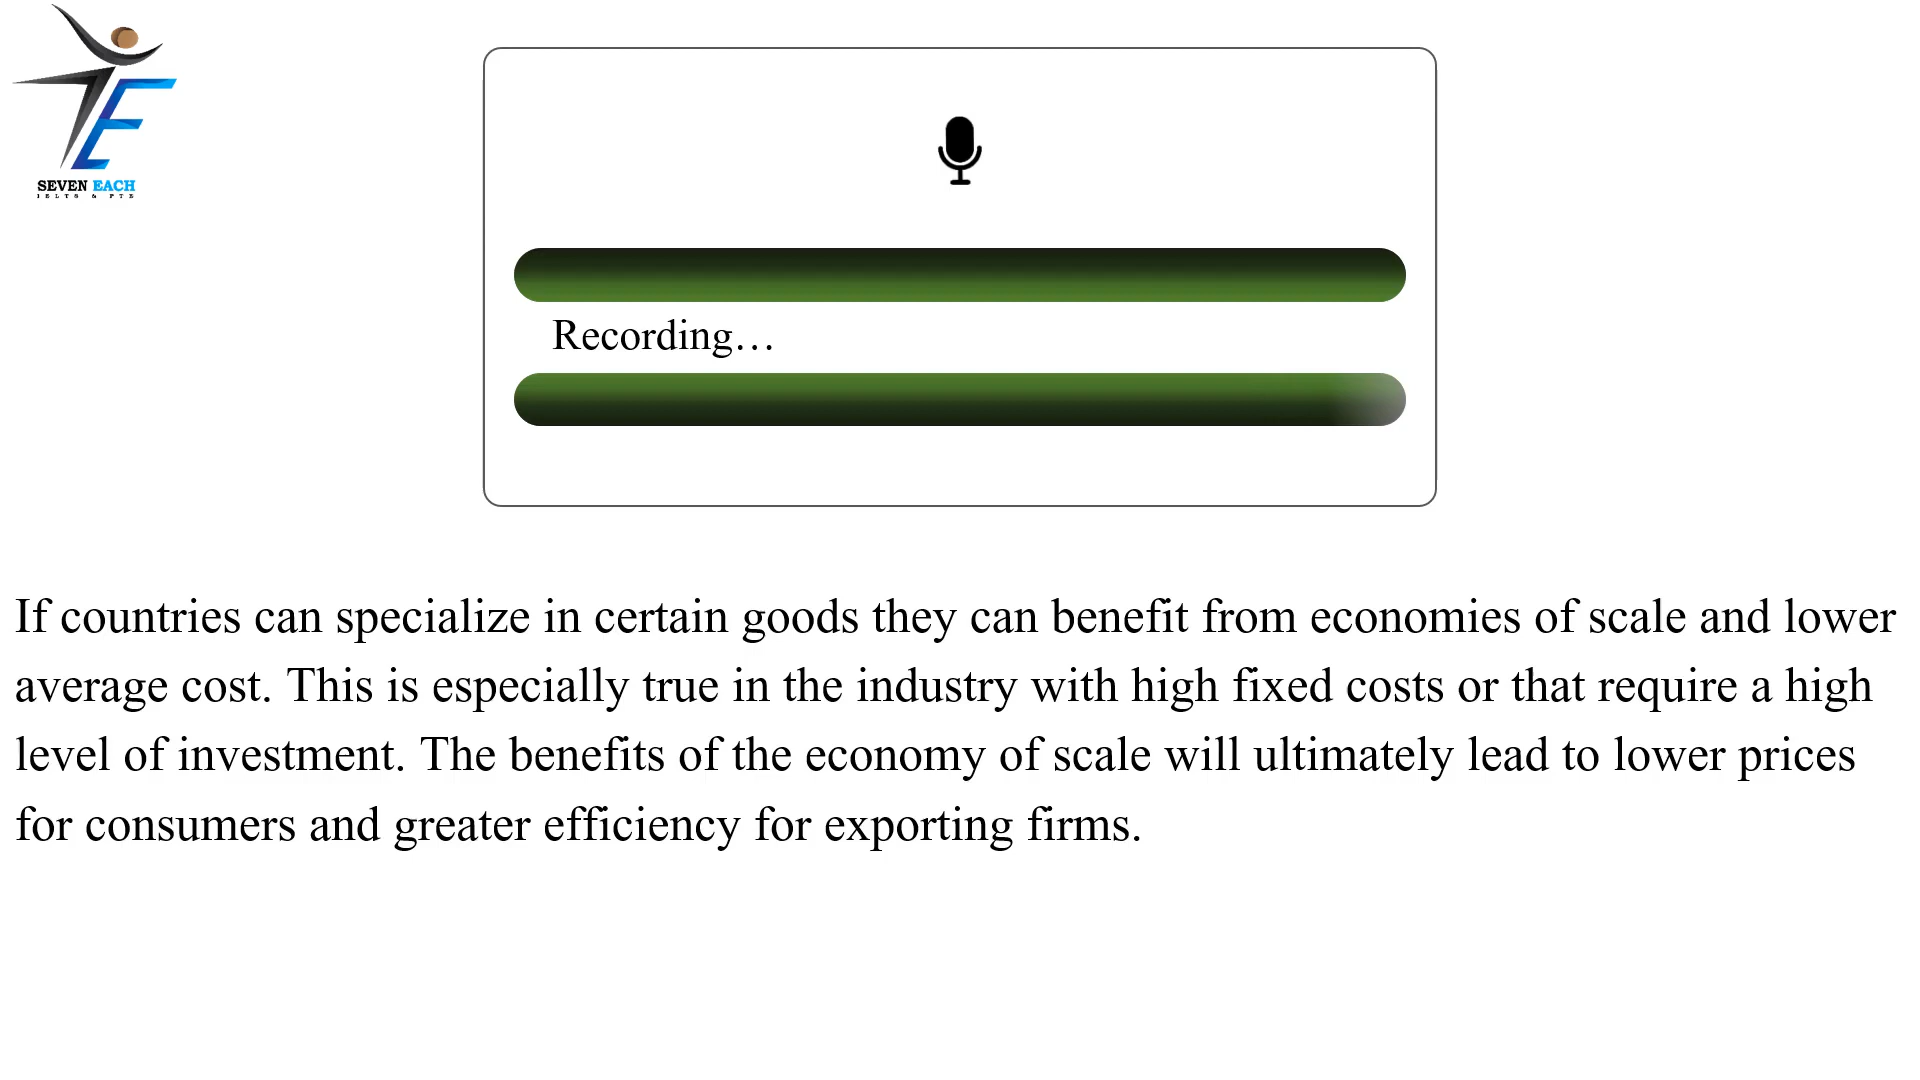 SEVEN EACH
IELTS & PTE
Recording…
If countries can specialize in certain goods they can benefit from economies of scale and lower
average cost. This is especially true in the industry with high fixed costs or that require a high
level of investment. The benefits of the economy of scale will ultimately lead to lower prices
for consumers and greater efficiency for exporting firms.